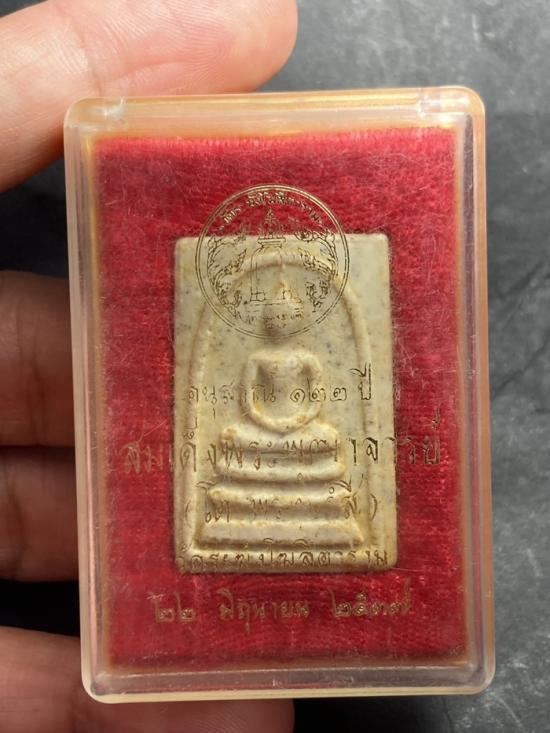 อนุสรณ์ ๑๒๒ ปี
สมเด็จพระพุฒาจารย์
(โต พรหมรังสี)
วัดระฆังโฆสิตาราม
๒๒ มิถุนายน ๒๕๓๗